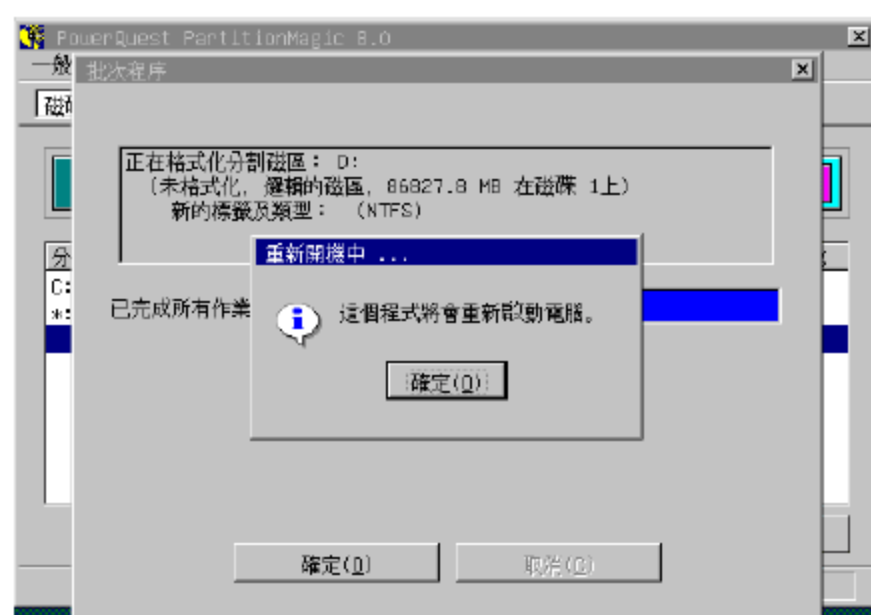 PowerQuest PartitionMagic 8.0
一般
批次程序
正在格式化分割磁區： D:
(未格式化, 邏輯的磁區, 86827.8 MB 在磁碟 1上)
新的標籤及類型： (NTFS)
重新開機中 ...
分
C:
*:
已完成所有作業
這個程式將會重新啟動電腦。
確定(O)
確定(O)
取消(C)